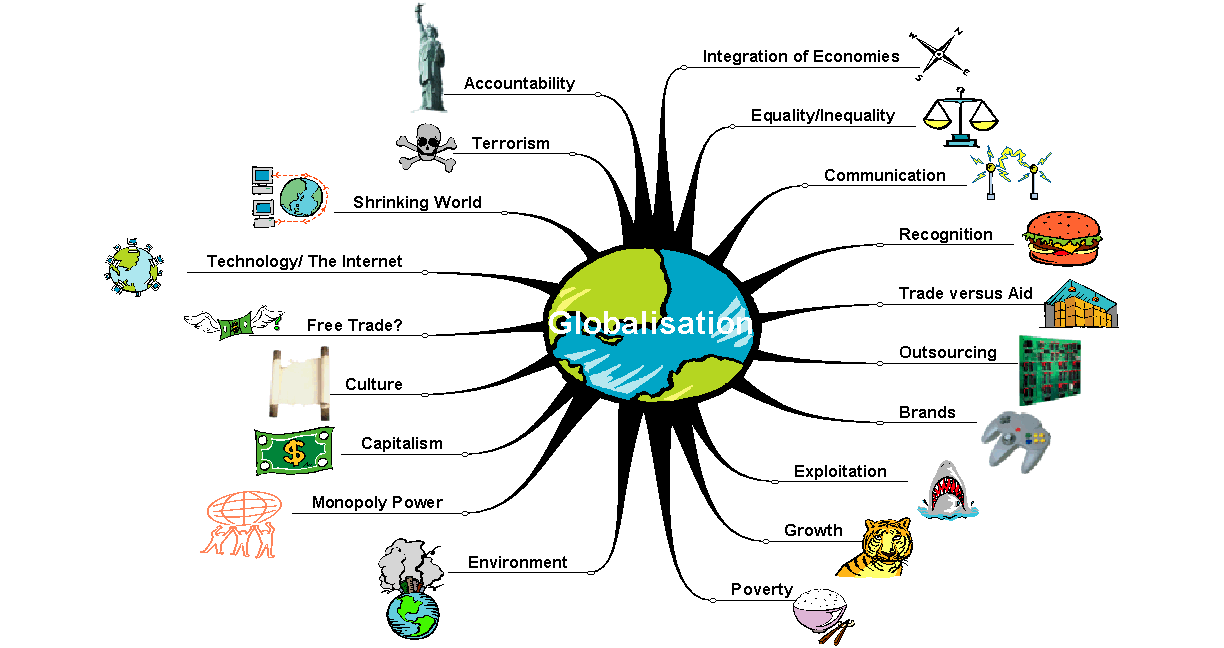 Globalisation
Integration of Economies
Equality/Inequality
Communication
Recognition
Trade versus Aid
Outsourcing
Brands
Exploitation
Growth
Poverty
Accountability
Terrorism
Shrinking World
Technology/ The Internet
Free Trade?
Culture
Capitalism
Monopoly Power
Environment
N
W
E
S
$